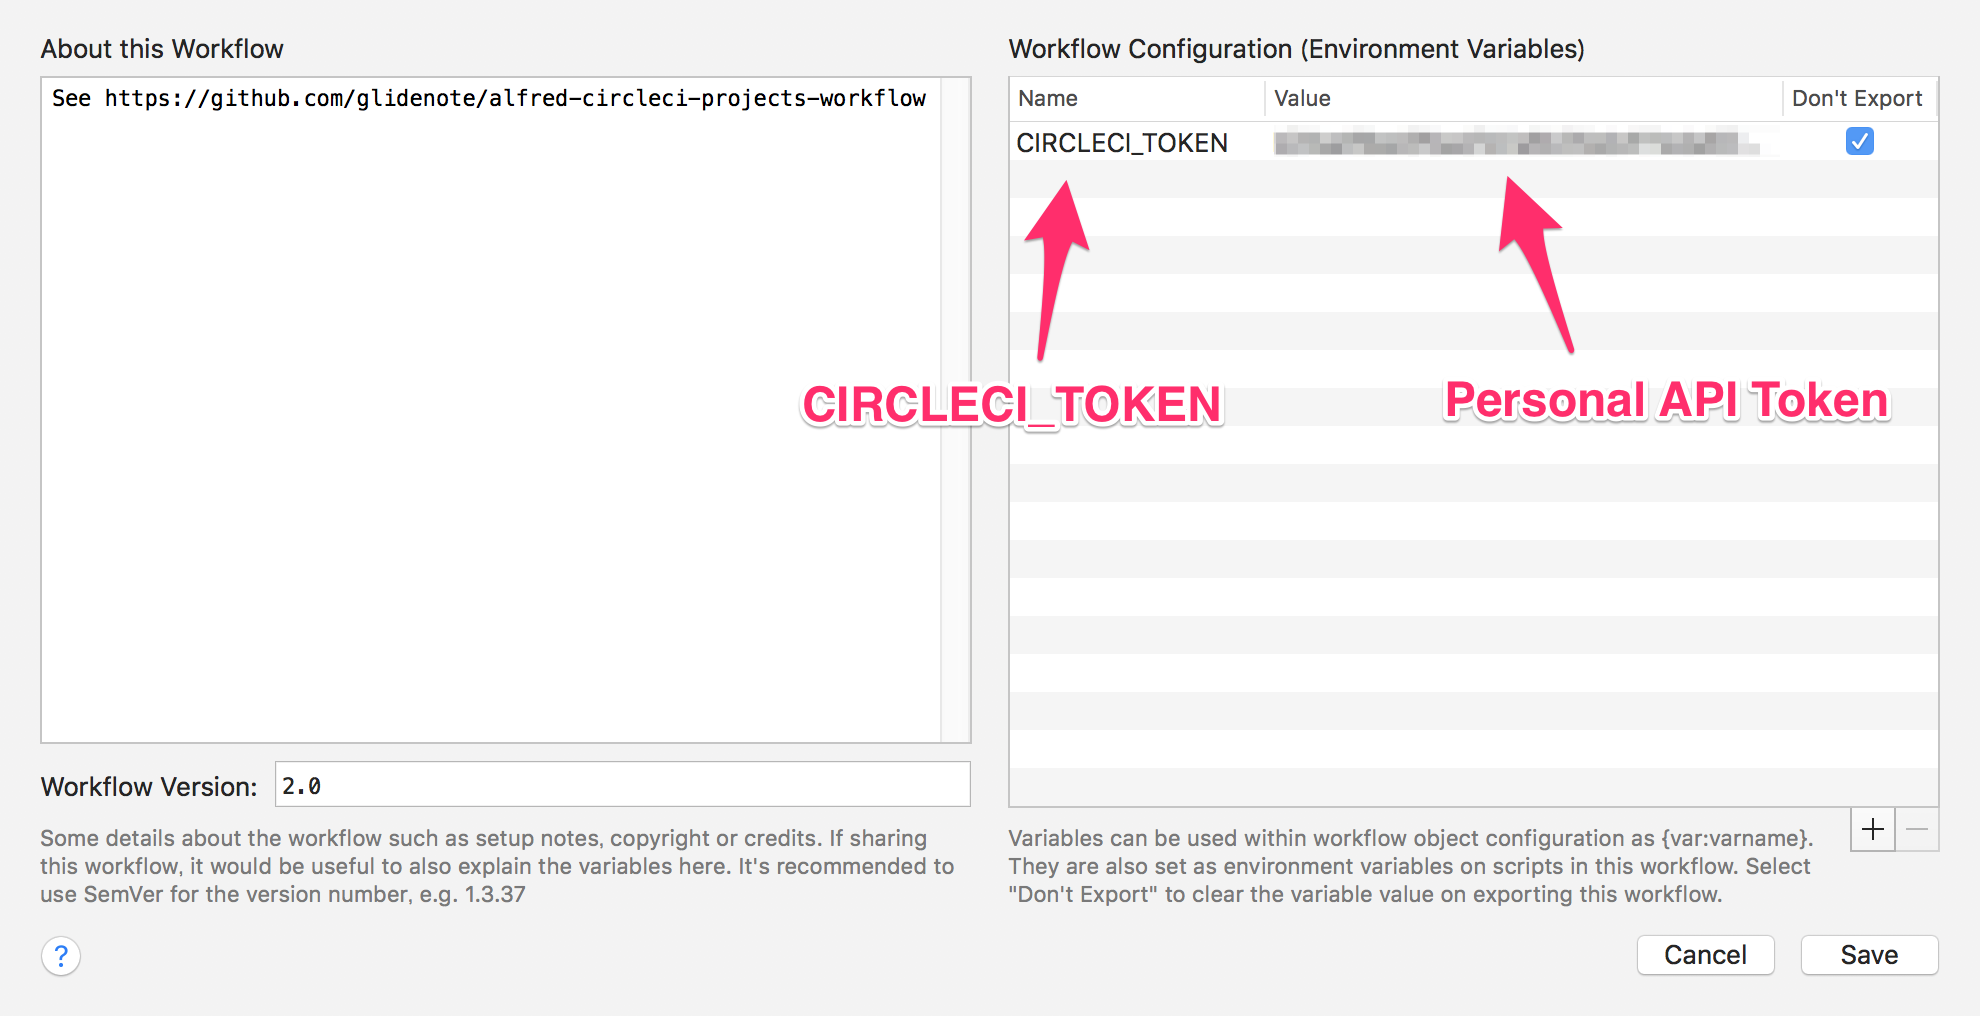 About this Workflow
See https://github.com/glidenote/alfred-circleci-projects-workflow
Workflow Version:
2.0
Some details about the workflow such as setup notes, copyright or credits. If sharing
this workflow, it would be useful to also explain the variables here. It's recommended to
use SemVer for the version number, e.g. 1.3.37
?
Workflow Configuration (Environment Variables)
Name Value Don't Export
CIRCLECI_TOKEN
CIRCLECI_TOKEN
Personal API Token
Variables can be used within workflow object configuration as {var:varname}.
They are also set as environment variables on scripts in this workflow. Select
"Don't Export" to clear the variable value on exporting this workflow.
Cancel
Save